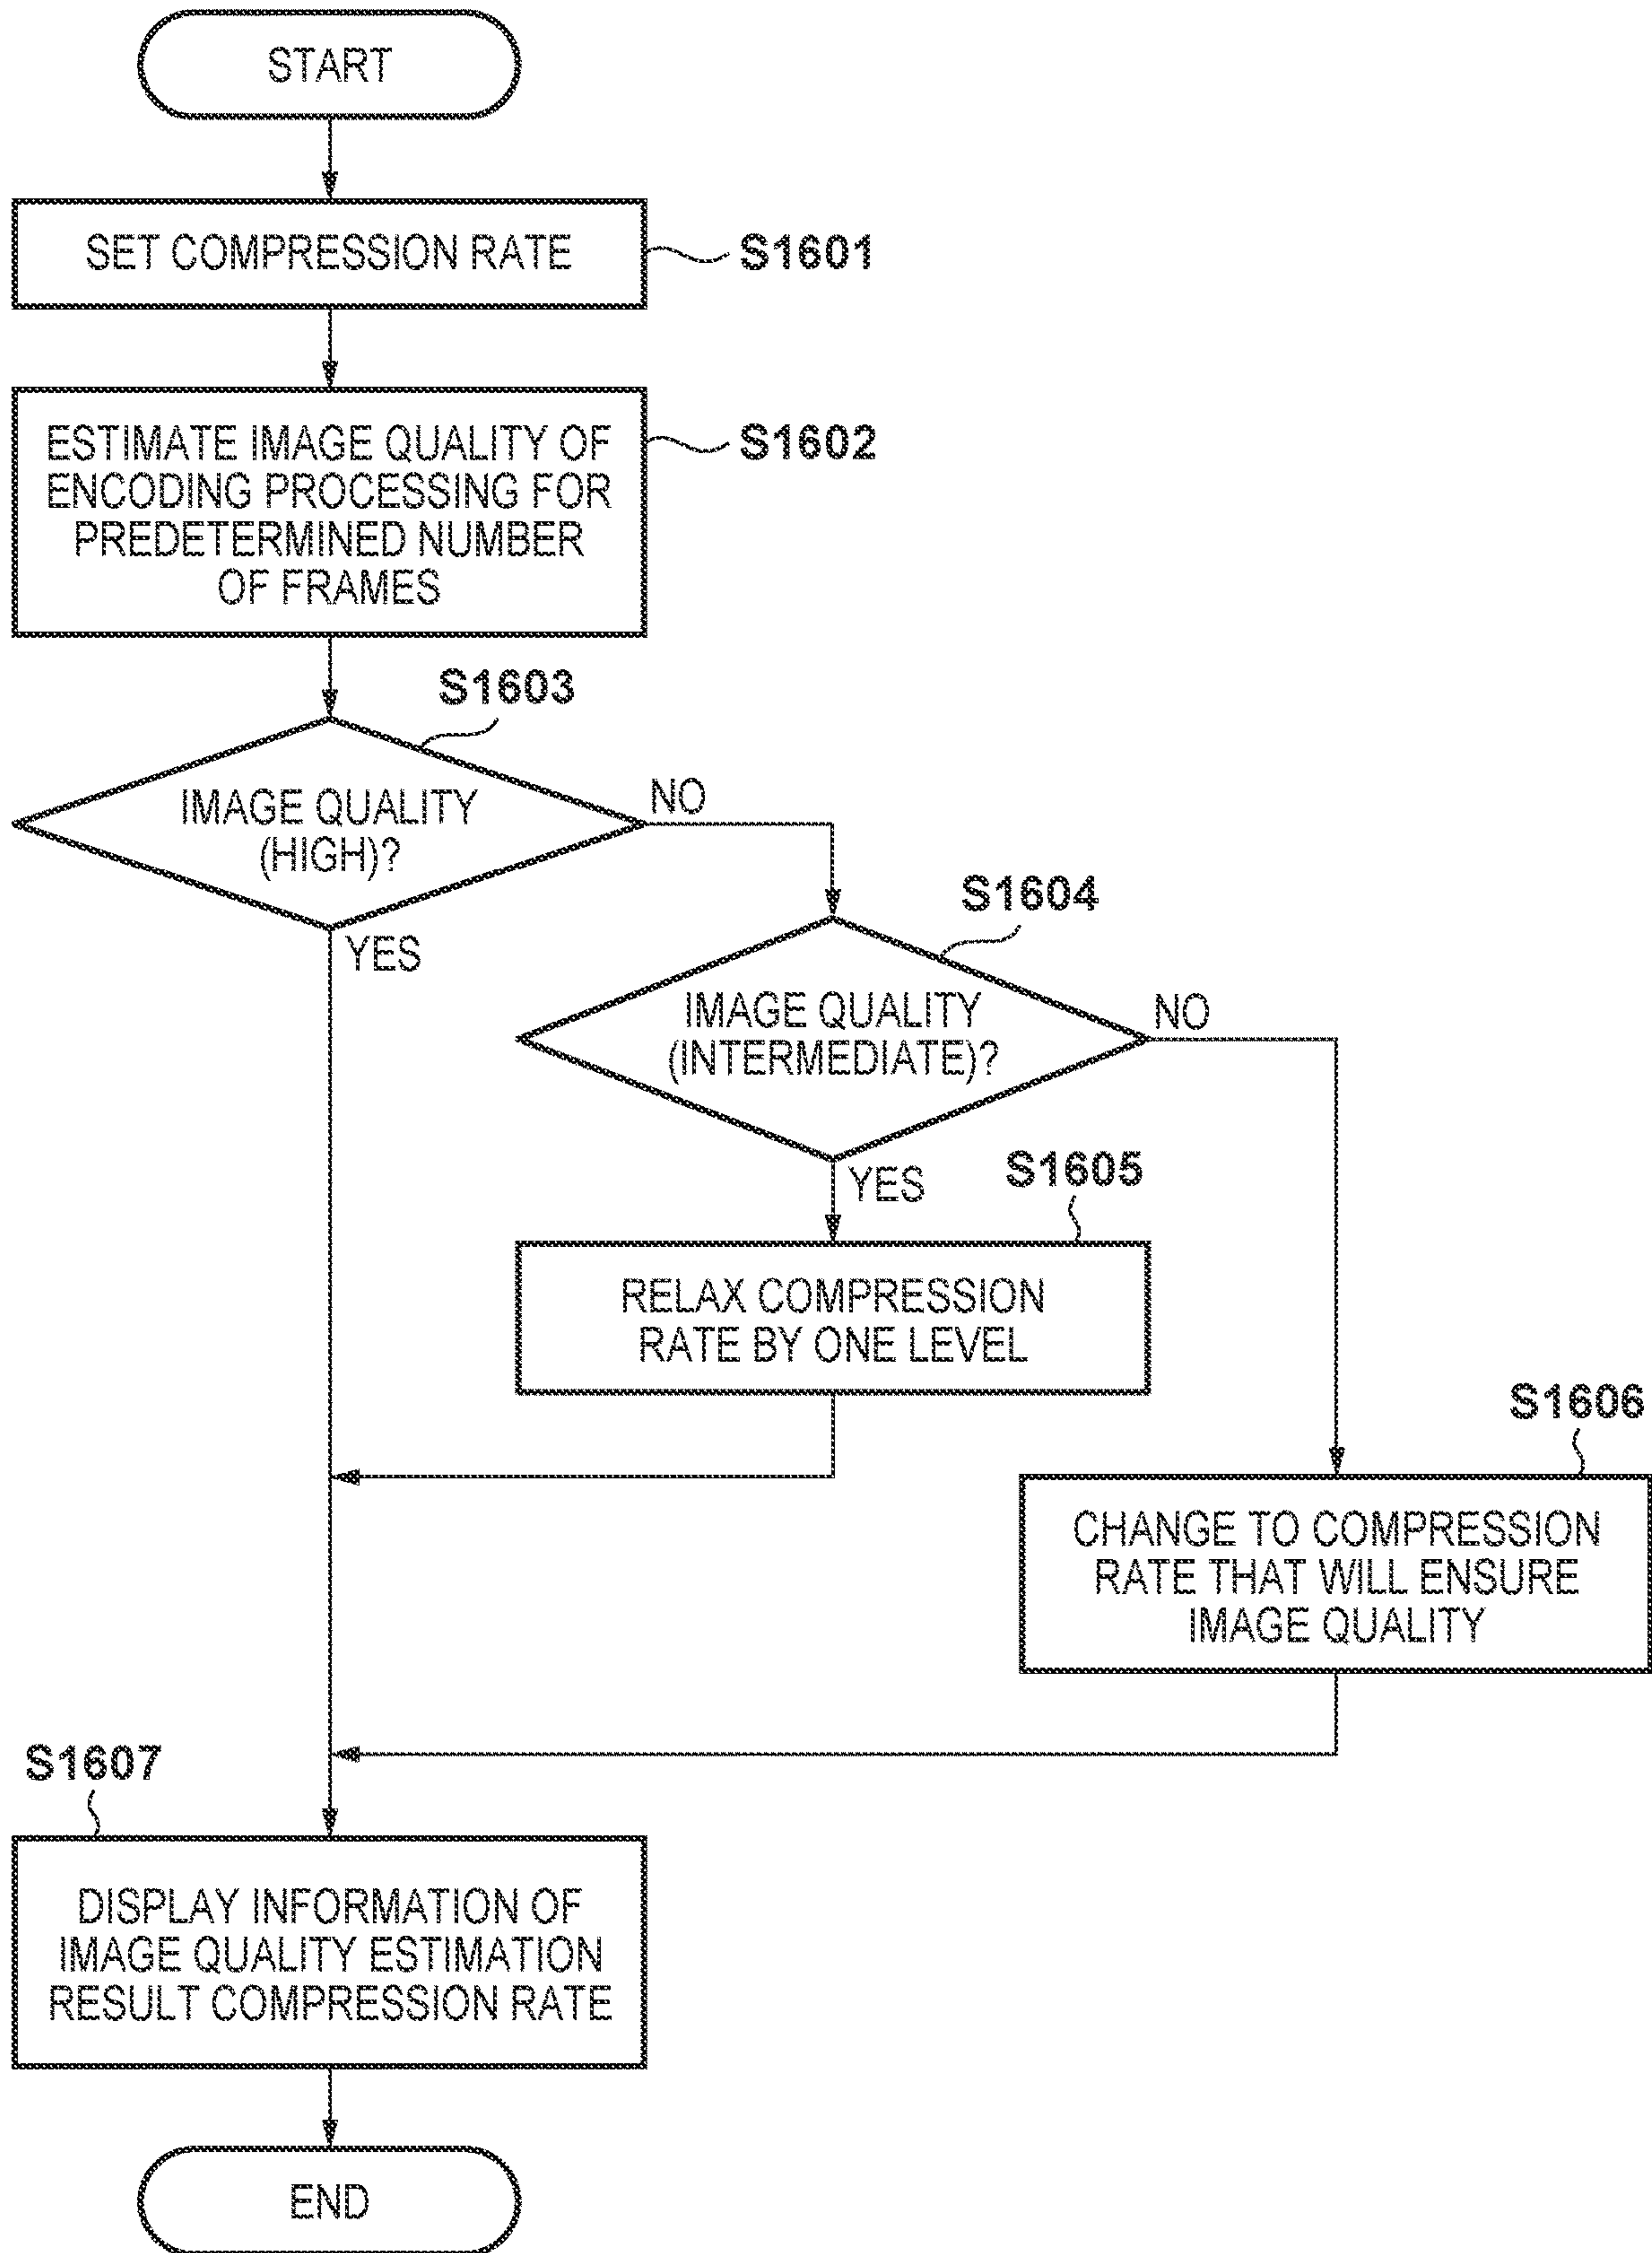 START
SET COMPRESSION RATE
S1601
ESTIMATE IMAGE QUALITY OF
ENCODING PROCESSING FOR
PREDETERMINED NUMBER
OF FRAMES
S1602
S1603
IMAGE QUALITY
(HIGH)?
NO
YES
S1604
IMAGE QUALITY
(INTERMEDIATE)?
NO
YES
S1605
RELAX COMPRESSION
RATE BY ONE LEVEL
S1606
CHANGE TO COMPRESSION
RATE THAT WILL ENSURE
IMAGE QUALITY
S1607
DISPLAY INFORMATION OF
IMAGE QUALITY ESTIMATION
RESULT COMPRESSION RATE
END